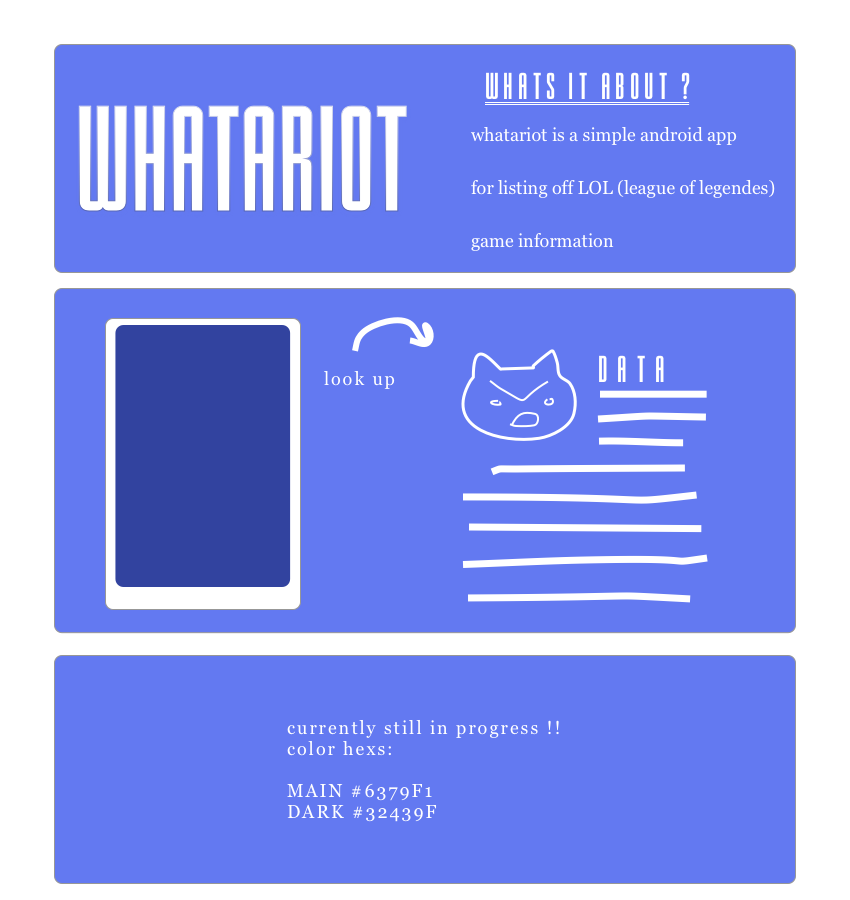 WHATARIOT
WHATS IT ABOUT ?
whatariot is a simple android app
for listing off LOL (league of legendes)
game information
look up
DATA
currently still in progress !!
color hexs:
MAIN #6379F1
DARK #32439F